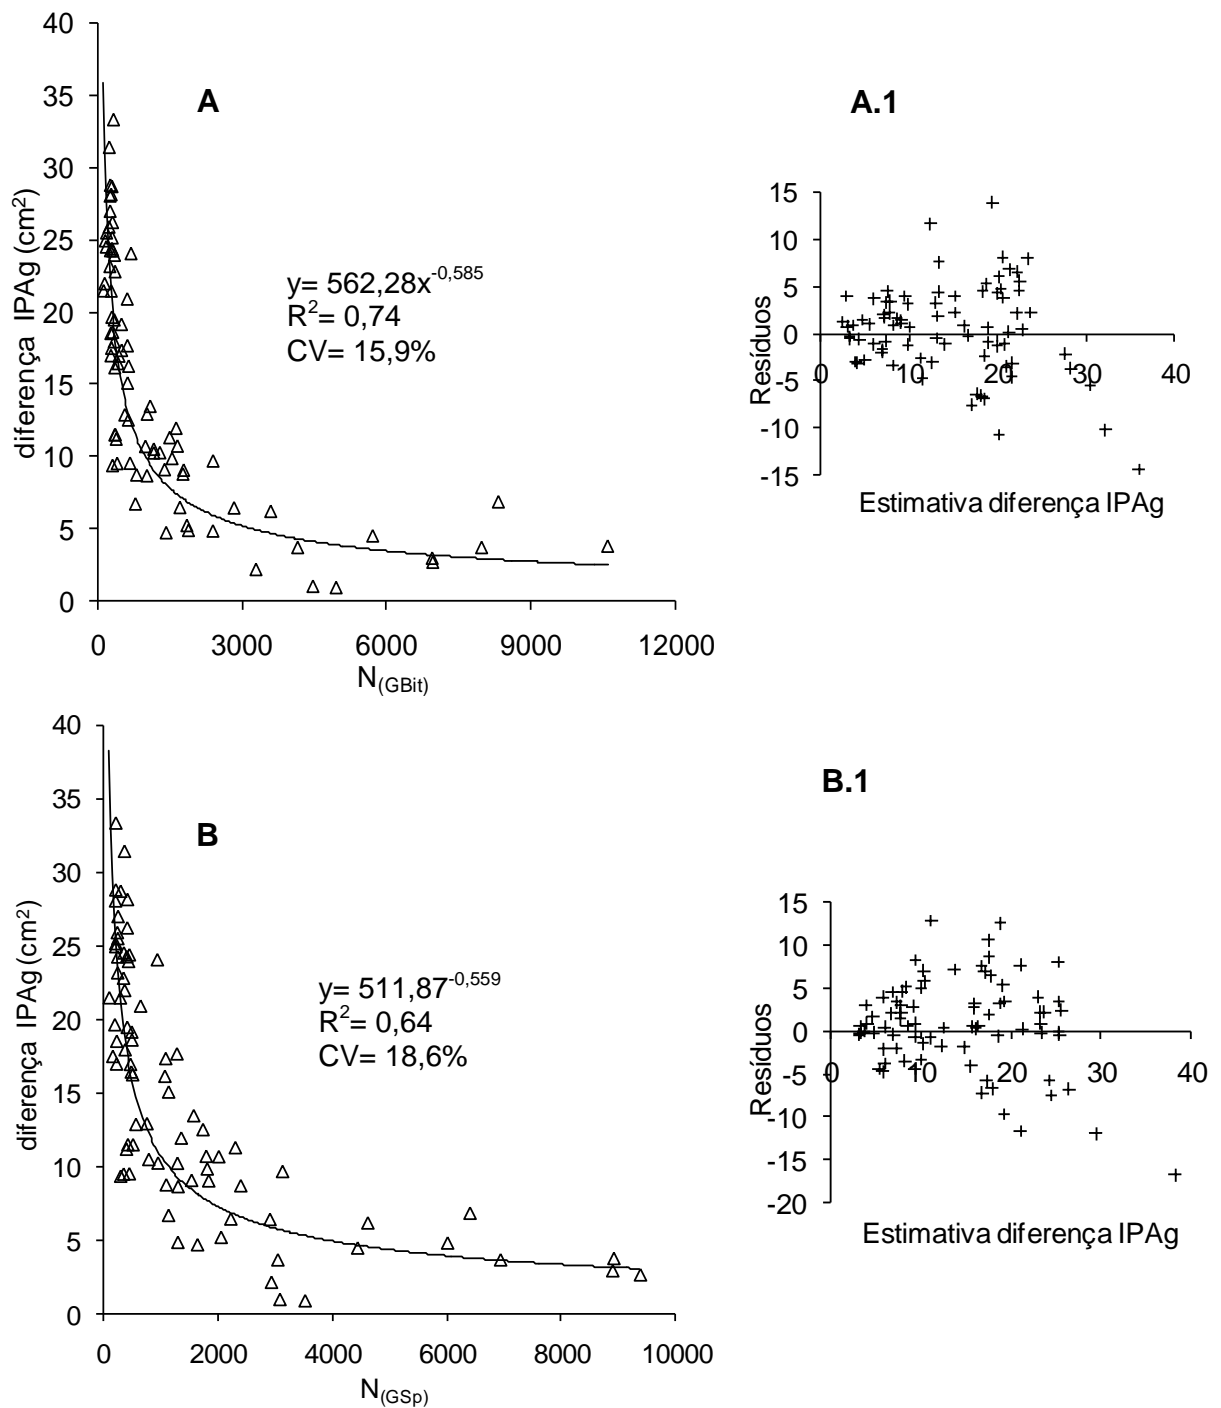 A
y= 562,28x-0,585
R2= 0,74
CV= 15,9%
diferença IPAg (cm2)
40
35
30
25
20
15
10
5
0
0 3000 6000 9000 12000
N(GBit)
A.1
Resíduos
15
10
5
0
-5
-10
-15
0 10 20 30 40
Estimativa diferença IPAg
B
y= 511,87-0,559
R2= 0,64
CV= 18,6%
diferença IPAg (cm2)
40
35
30
25
20
15
10
5
0
0 2000 4000 6000 8000 10000
N(GSp)
B.1
Resíduos
15
10
5
0
-5
-10
-15
-20
0 10 20 30 40
Estimativa diferença IPAg